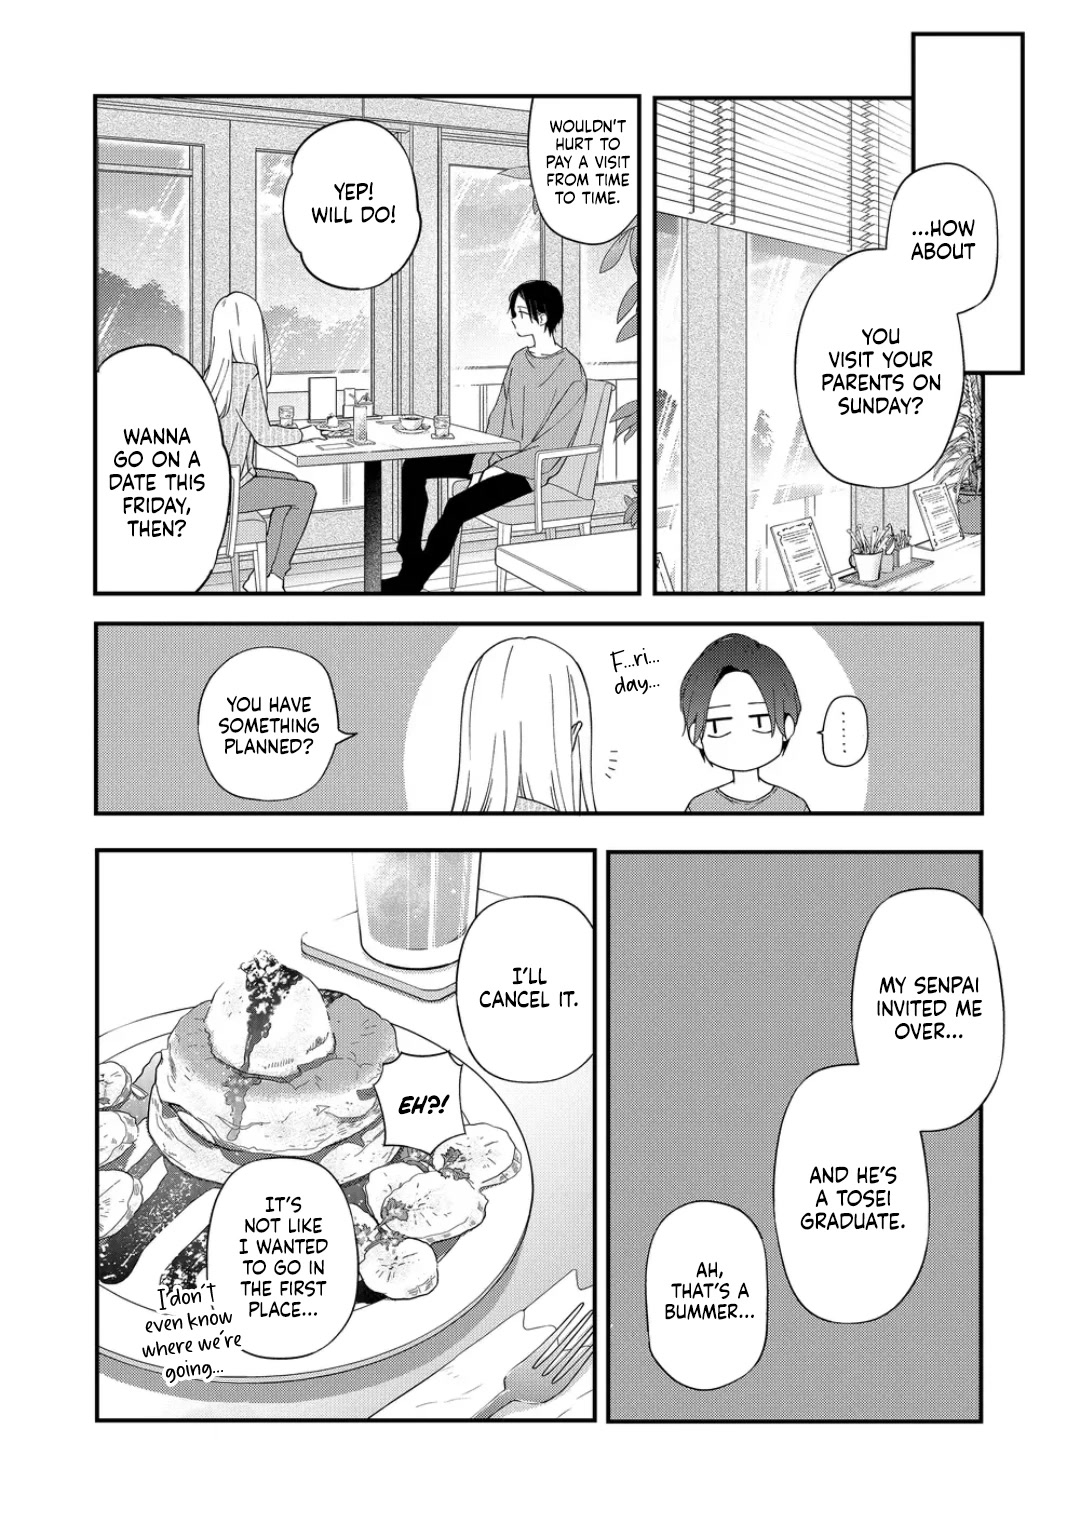 ...HOW
ABOUT
YOU
VISIT YOUR
PARENTS ON
SUNDAY?
WOULDN'T
HURT TO
PAY A VISIT
FROM TIME
TO TIME.
YEP!
WILL DO!
WANNA
GO ON A
DATE THIS
FRIDAY,
THEN?
......
F...ri...
day...
YOU HAVE
SOMETHING
PLANNED?
MY SENPAI
INVITED ME
OVER...
AND HE'S
A TOSEI
GRADUATE.
AH,
THAT'S A
BUMMER...
I'LL
CANCEL IT.
EH?!
IT'S
NOT LIKE
I WANTED
TO GO IN
THE FIRST
PLACE...
I don't
even know
where we're
going...